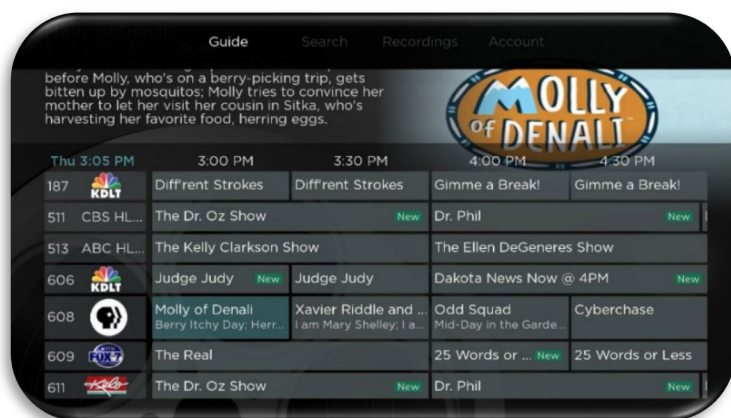 Molly of Denali
Guide Search Recordings Account
before Molly, who's on a berry-picking trip, gets
bitten up by mosquitos; Molly tries to convince her
mother to let her visit her cousin in Sitka, who's
harvesting her favorite food, herring eggs.
MOLLY
OF DENALI
Thu 3:05 PM 3:00 PM 3:30 PM 4:00 PM 4:30 PM
187 KDLT Diff'rent Strokes Diff'rent Strokes Gimme a Break! Gimme a Break!
511 CBS HL... The Dr. Oz Show New Dr. Phil New
513 ABC HL... The Kelly Clarkson Show The Ellen DeGeneres Show
606 KDLT Judge Judy New Judge Judy Dakota News Now @ 4PM New
608 Molly of Denali Xavier Riddle and ... Odd Squad Cyberchase
Berry Itchy Day; Herr... I am Mary Shelley; I a... Mid-Day in the Garde...
609 FOX 7 The Real 25 Words or ... New 25 Words or Less
611 Kelo The Dr. Oz Show New Dr. Phil New